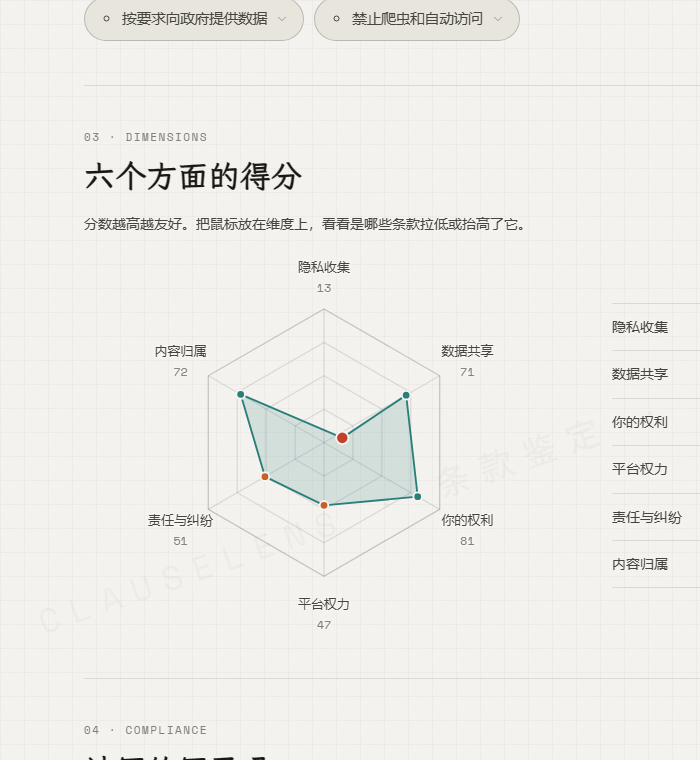 按要求向政府提供数据
禁止爬虫和自动访问
03 · DIMENSIONS
六个方面的得分
分数越高越友好。把鼠标放在维度上，看看是哪些条款拉低或抬高了它。
隐私收集
13
内容归属
72
数据共享
71
责任与纠纷
51
你的权利
81
平台权力
47
隐私收集
数据共享
你的权利
平台权力
责任与纠纷
内容归属
CLAUSELENS
条款鉴定
04 · COMPLIANCE